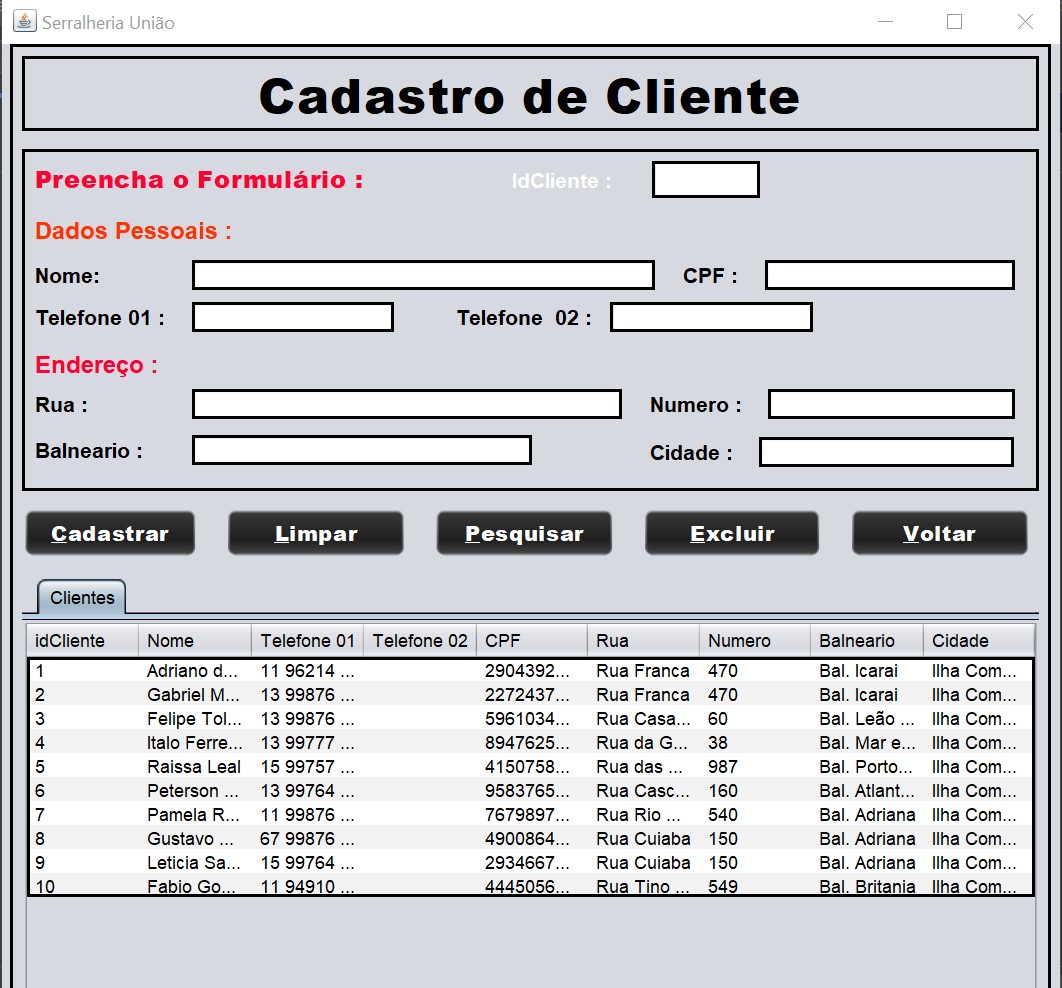 Serralheria União
Cadastro de Cliente
Preencha o Formulário : IdCliente :
Dados Pessoais :
Nome: CPF :
Telefone 01 : Telefone 02 :
Endereço :
Rua : Numero :
Balneario : Cidade :
Cadastrar Limpar Pesquisar Excluir Voltar
Clientes
idCliente Nome Telefone 01 Telefone 02 CPF Rua Numero Balneario Cidade
1 Adriano d... 11 96214 ... 2904392... Rua Franca 470 Bal. Icarai Ilha Com...
2 Gabriel M... 13 99876 ... 2272437... Rua Franca 470 Bal. Icarai Ilha Com...
3 Felipe Tol... 13 99876 ... 5961034... Rua Casa... 60 Bal. Leão ... Ilha Com...
4 Italo Ferre... 13 99777 ... 8947625... Rua da G... 38 Bal. Mar e... Ilha Com...
5 Raissa Leal 15 99757 ... 4150758... Rua das ... 987 Bal. Porto... Ilha Com...
6 Peterson ... 13 99764 ... 9583765... Rua Casc... 160 Bal. Atlant... Ilha Com...
7 Pamela R... 11 99876 ... 7679897... Rua Rio ... 540 Bal. Adriana Ilha Com...
8 Gustavo ... 67 99876 ... 4900864... Rua Cuiaba 150 Bal. Adriana Ilha Com...
9 Leticia Sa... 15 99764 ... 2934667... Rua Cuiaba 150 Bal. Adriana Ilha Com...
10 Fabio Go... 11 94910 ... 4445056... Rua Tino ... 549 Bal. Britania Ilha Com...